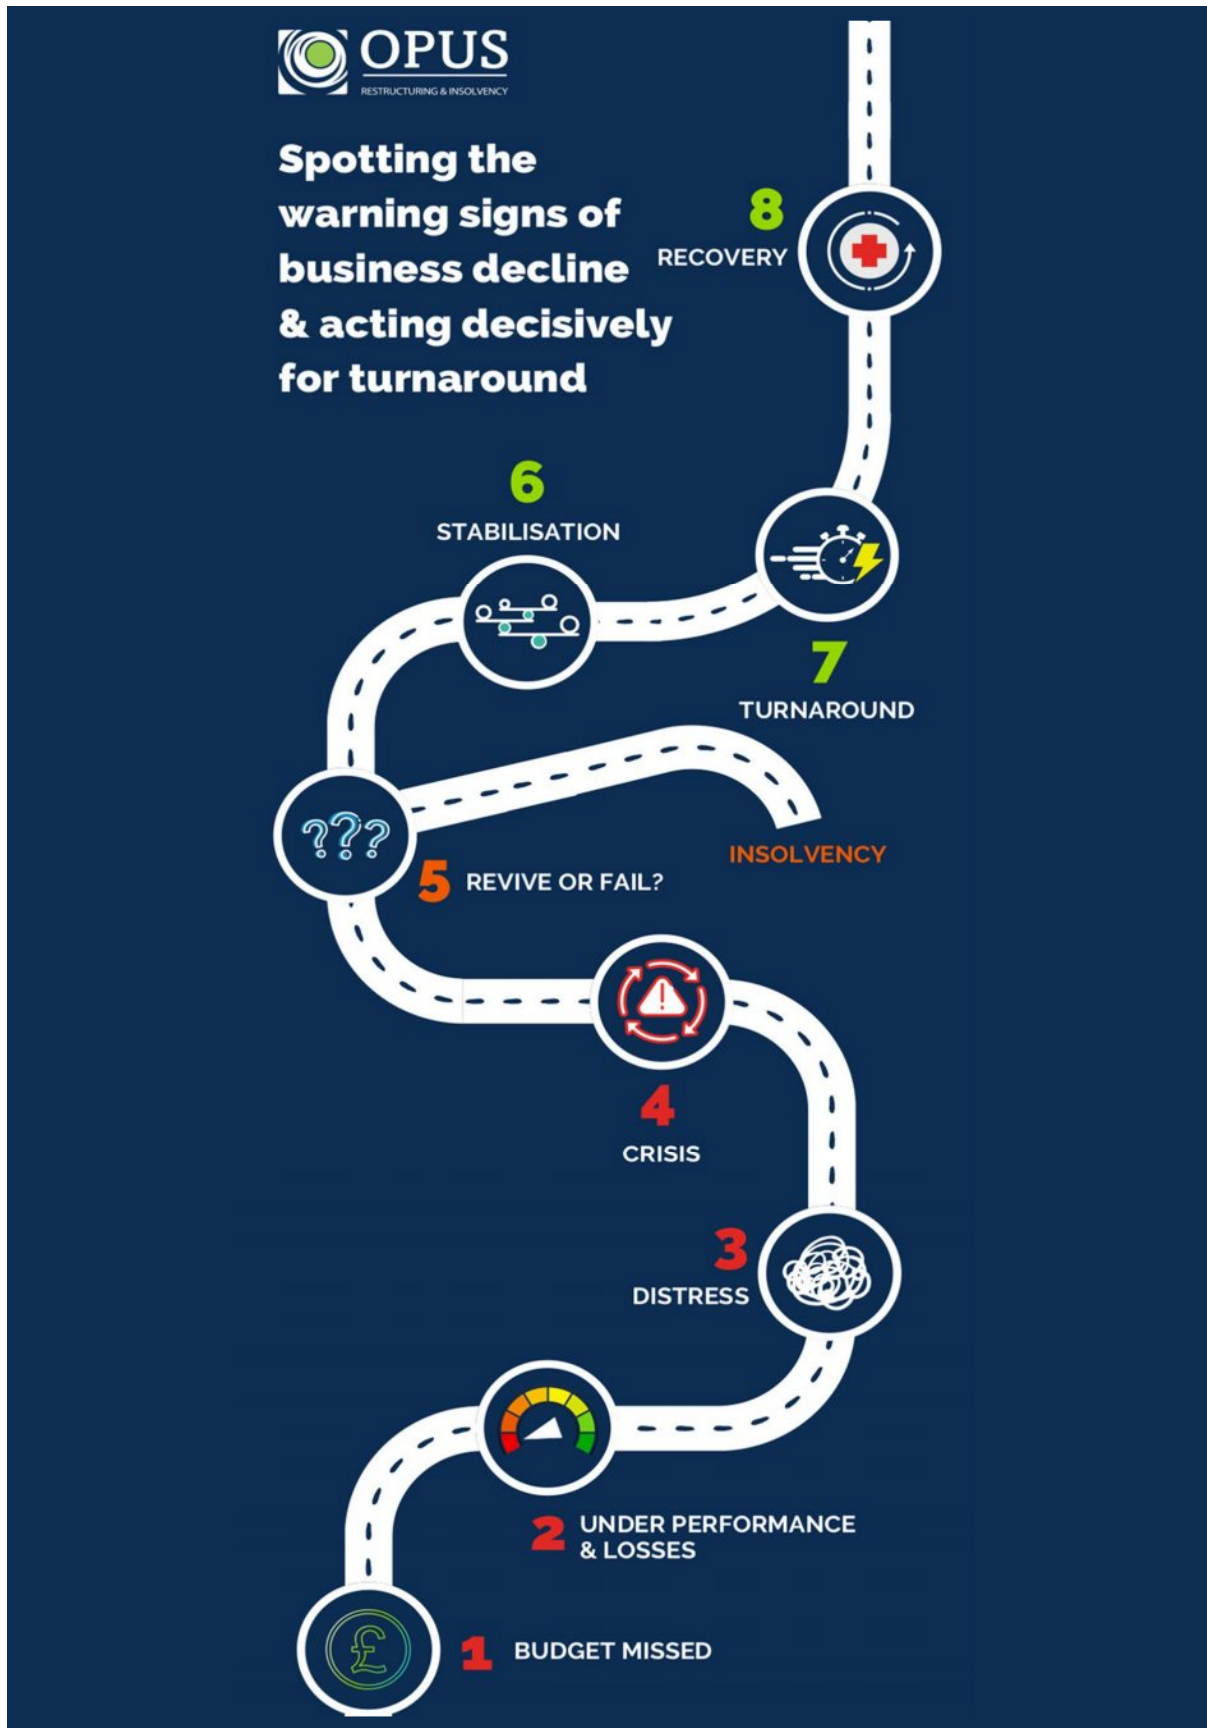 OPUS
RESTRUCTURING & INSOLVENCY
Spotting the
warning signs of
business decline
& acting decisively
for turnaround
8
RECOVERY
6
STABILISATION
7
TURNAROUND
INSOLVENCY
???
5 REVIVE OR FAIL?
!
4
CRISIS
3
DISTRESS
2 UNDER PERFORMANCE
& LOSSES
£
1 BUDGET MISSED